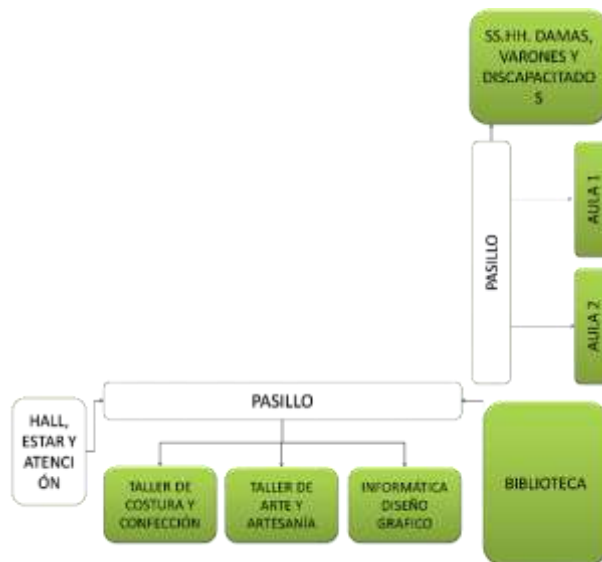 SS.HH. DAMAS,
VARONES Y
DISCAPACITADO
S
AULA 1
PASILLO
AULA 2
PASILLO
HALL,
ESTAR Y
ATENCI
ÓN
TALLER DE
COSTURA Y
CONFECCIÓN
TALLER DE
ARTE Y
ARTESANÍA
INFORMÁTICA
DISEÑO
GRAFICO
BIBLIOTECA